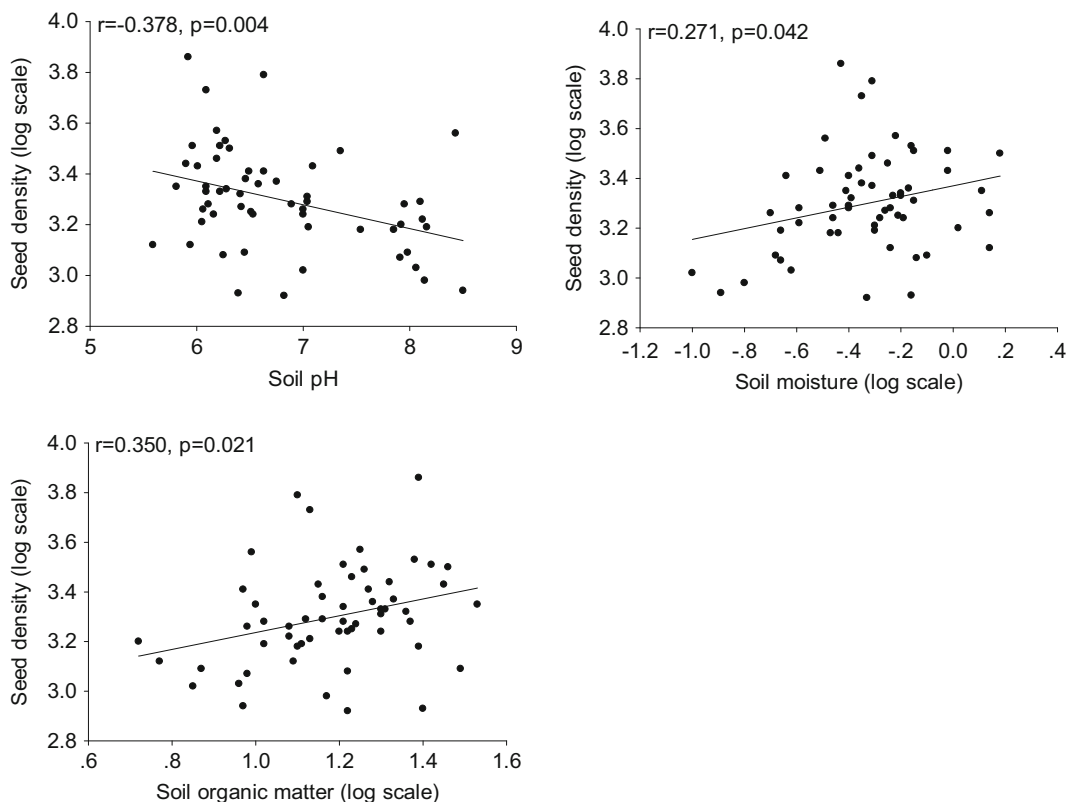 r=-0.378, p=0.004
Seed density (log scale)
4.0
3.8
3.6
3.4
3.2
3.0
2.8
5 6 7 8 9
Soil pH
r=0.271, p=0.042
Seed density (log scale)
4.0
3.8
3.6
3.4
3.2
3.0
2.8
-1.2 -1.0 -.8 -.6 -.4 -.2 0.0 .2 .4
Soil moisture (log scale)
r=0.350, p=0.021
Seed density (log scale)
4.0
3.8
3.6
3.4
3.2
3.0
2.8
.6 .8 1.0 1.2 1.4 1.6
Soil organic matter (log scale)